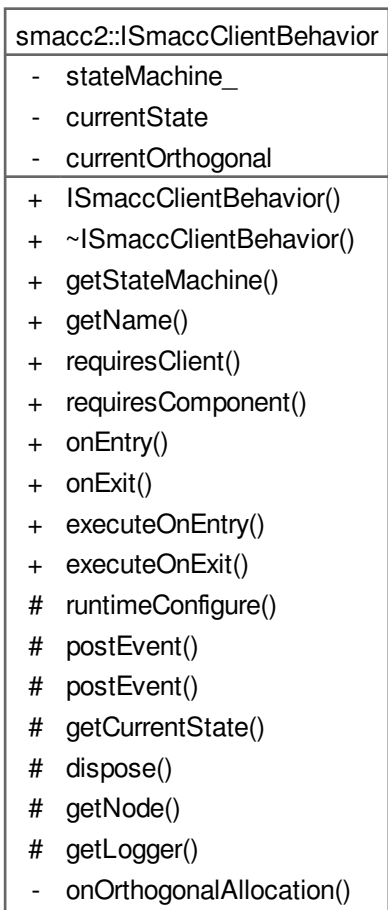 smacc2::ISmaccClientBehavior
- stateMachine_
- currentState
- currentOrthogonal
+ ISmaccClientBehavior()
+ ~ISmaccClientBehavior()
+ getStateMachine()
+ getName()
+ requiresClient()
+ requiresComponent()
+ onEntry()
+ onExit()
+ executeOnEntry()
+ executeOnExit()
# runtimeConfigure()
# postEvent()
# postEvent()
# getCurrentState()
# dispose()
# getNode()
# getLogger()
- onOrthogonalAllocation()